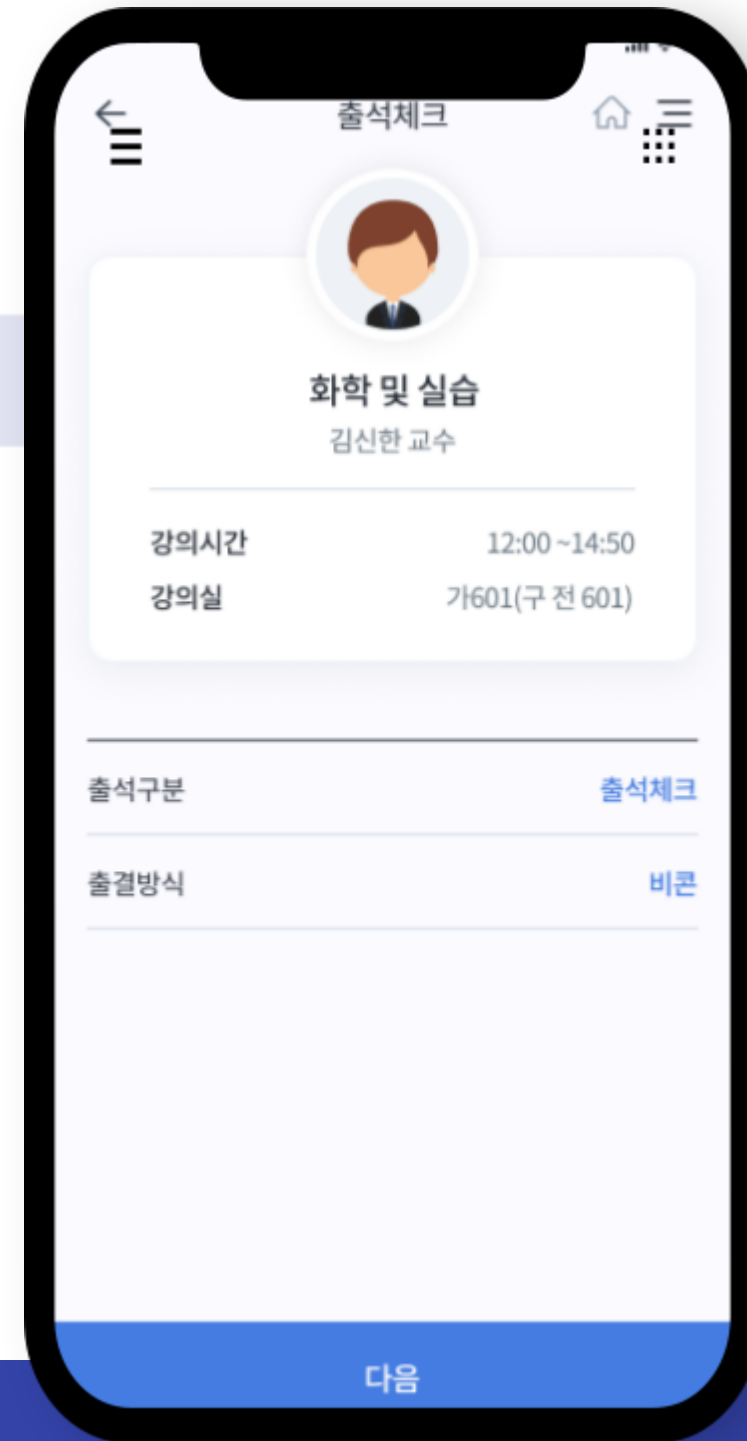 출석체크
화학 및 실습
김신한 교수
강의시간 12:00 ~14:50
강의실 가601(구 전 601)
출석구분 출석체크
출결방식 비콘
다음